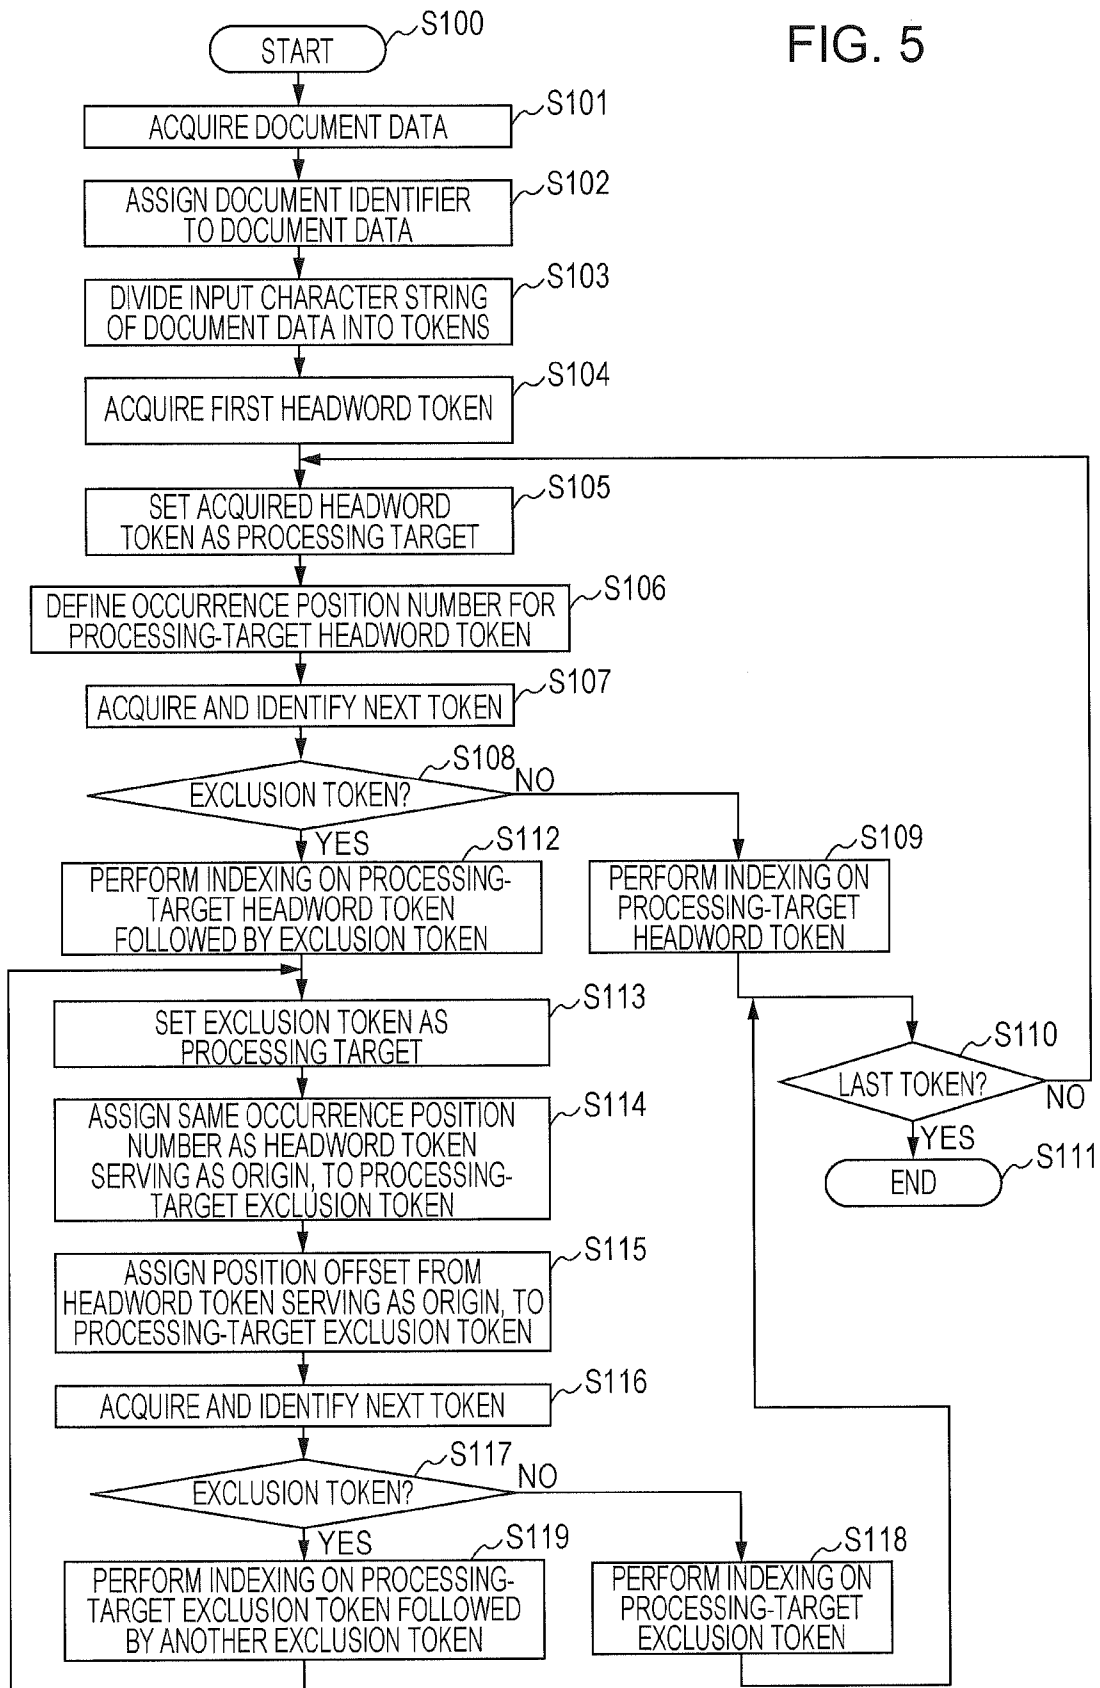 FIG. 5
S100
START
S101
ACQUIRE DOCUMENT DATA
S102
ASSIGN DOCUMENT IDENTIFIER
TO DOCUMENT DATA
S103
DIVIDE INPUT CHARACTER STRING
OF DOCUMENT DATA INTO TOKENS
S104
ACQUIRE FIRST HEADWORD TOKEN
S105
SET ACQUIRED HEADWORD
TOKEN AS PROCESSING TARGET
S106
DEFINE OCCURRENCE POSITION NUMBER FOR
PROCESSING-TARGET HEADWORD TOKEN
S107
ACQUIRE AND IDENTIFY NEXT TOKEN
S108
EXCLUSION TOKEN?
NO
YES
S112
PERFORM INDEXING ON PROCESSING-
TARGET HEADWORD TOKEN
FOLLOWED BY EXCLUSION TOKEN
S109
PERFORM INDEXING ON
PROCESSING-TARGET
HEADWORD TOKEN
S113
SET EXCLUSION TOKEN AS
PROCESSING TARGET
S110
LAST TOKEN?
NO
YES
S111
END
S114
ASSIGN SAME OCCURRENCE POSITION
NUMBER AS HEADWORD TOKEN
SERVING AS ORIGIN, TO PROCESSING-
TARGET EXCLUSION TOKEN
S115
ASSIGN POSITION OFFSET FROM
HEADWORD TOKEN SERVING AS ORIGIN, TO
PROCESSING-TARGET EXCLUSION TOKEN
S116
ACQUIRE AND IDENTIFY NEXT TOKEN
S117
EXCLUSION TOKEN?
NO
YES
S119
PERFORM INDEXING ON PROCESSING-
TARGET EXCLUSION TOKEN FOLLOWED
BY ANOTHER EXCLUSION TOKEN
S118
PERFORM INDEXING ON
PROCESSING-TARGET
EXCLUSION TOKEN